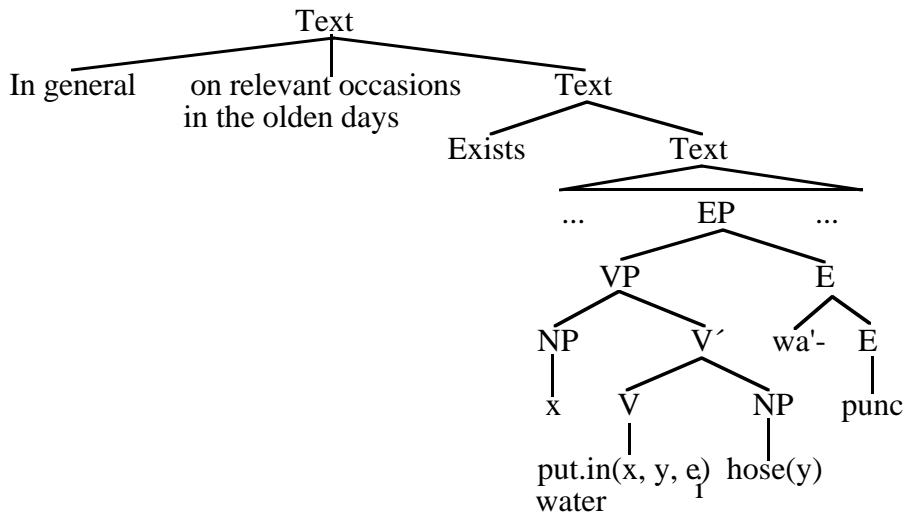 Text
In general on relevant occasions Text
in the olden days
Exists Text
... EP ...
VP E
NP V´ wa'- E
x V NP punc
put.in(x, y, ei) hose(y)
water